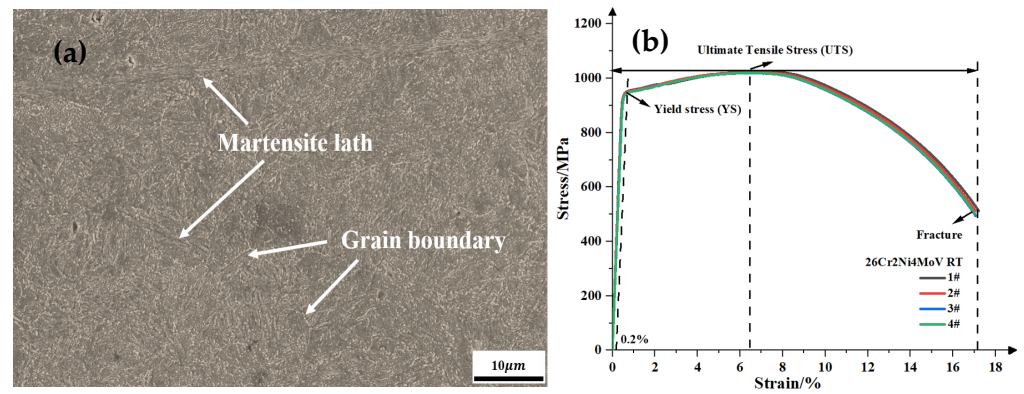 (a)
Martensite lath
Grain boundary
10μm
(b)
Ultimate Tensile Stress (UTS)
Yield stress (YS)
Fracture
26Cr2Ni4MoV RT
1#
2#
3#
4#
0.2%
Stress/MPa
1200
1000
800
600
400
200
0
0 2 4 6 8 10 12 14 16 18
Strain/%